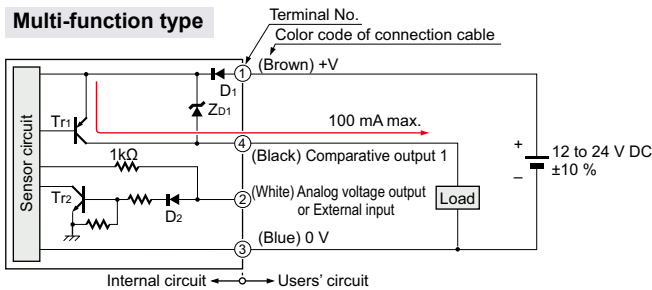 Multi-function type
Terminal No.
Color code of connection cable
1 (Brown) +V
D1
ZD1
Tr1
100 mA max.
4
(Black) Comparative output 1
1kΩ
Sensor circuit
+
12 to 24 V DC
±10 %
–
Tr2
D2
2 (White) Analog voltage output
or External input
Load
3 (Blue) 0 V
Internal circuit
Users' circuit